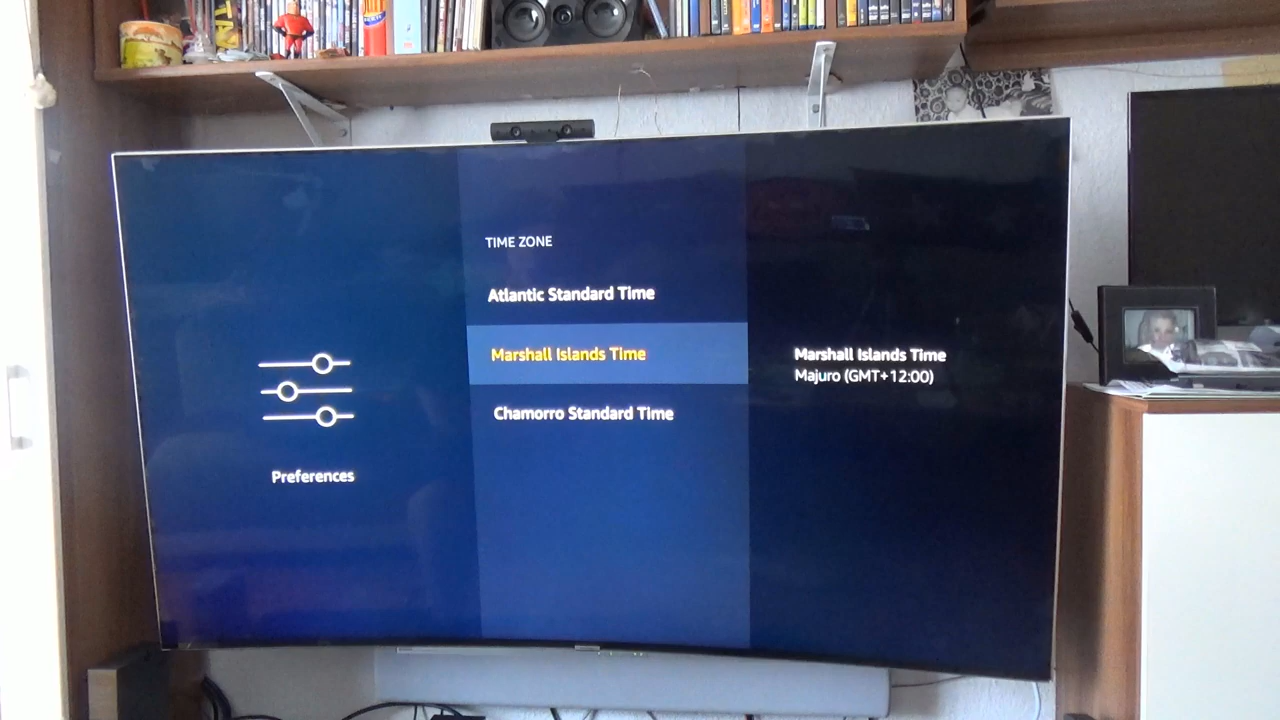 TIME ZONE
Atlantic Standard Time
Marshall Islands Time
Chamorro Standard Time
Marshall Islands Time
Majuro (GMT+12:00)
Preferences